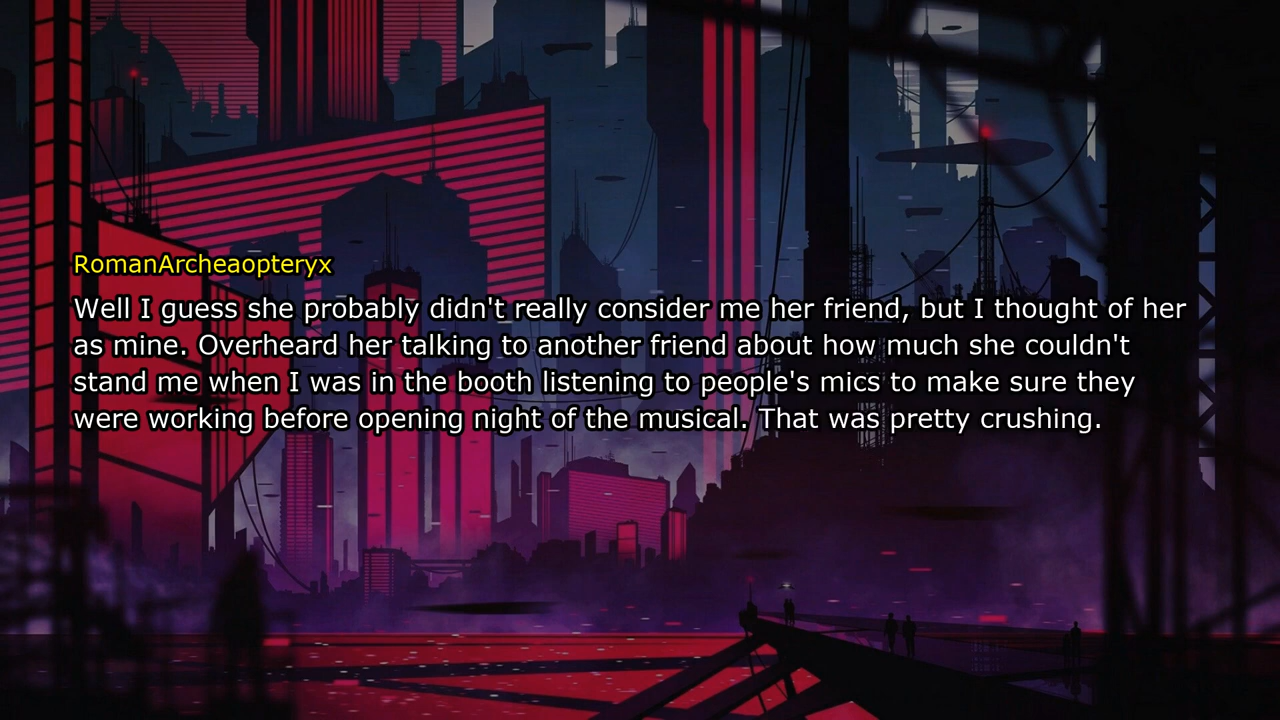 RomanArcheaopteryx
Well I guess she probably didn't really consider me her friend, but I thought of her
as mine. Overheard her talking to another friend about how much she couldn't
stand me when I was in the booth listening to people's mics to make sure they
were working before opening night of the musical. That was pretty crushing.